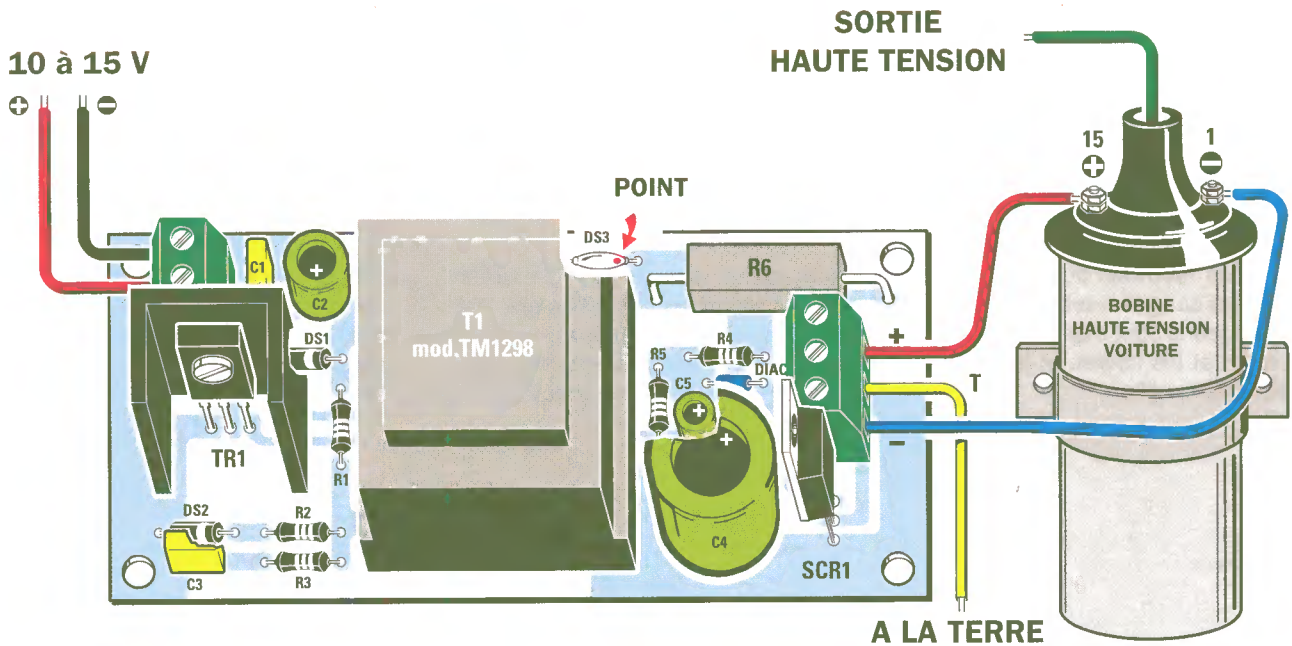 SORTIE
HAUTE TENSION
10 à 15 V
+ −
15
+
1
−
POINT
DS3
C1
+
C2
R6
T1
mod.TM1298
BOBINE
HAUTE TENSION
VOITURE
DS1
R4
+
R5
DIAC
C5
+
T
+
−
TR1
R1
DS2
R2
C4
C3
R3
SCR1
A LA TERRE